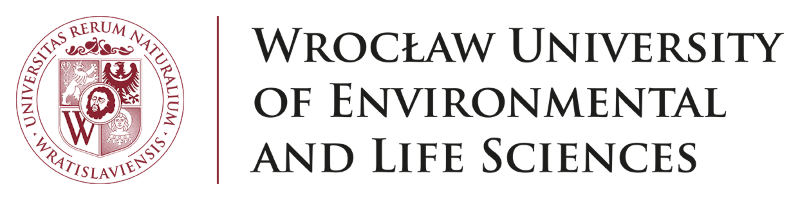 UNIVERSITAS RERUM NATURALIUM
WRATISLAVIENSIS
W
WROCŁAW UNIVERSITY
OF ENVIRONMENTAL
AND LIFE SCIENCES